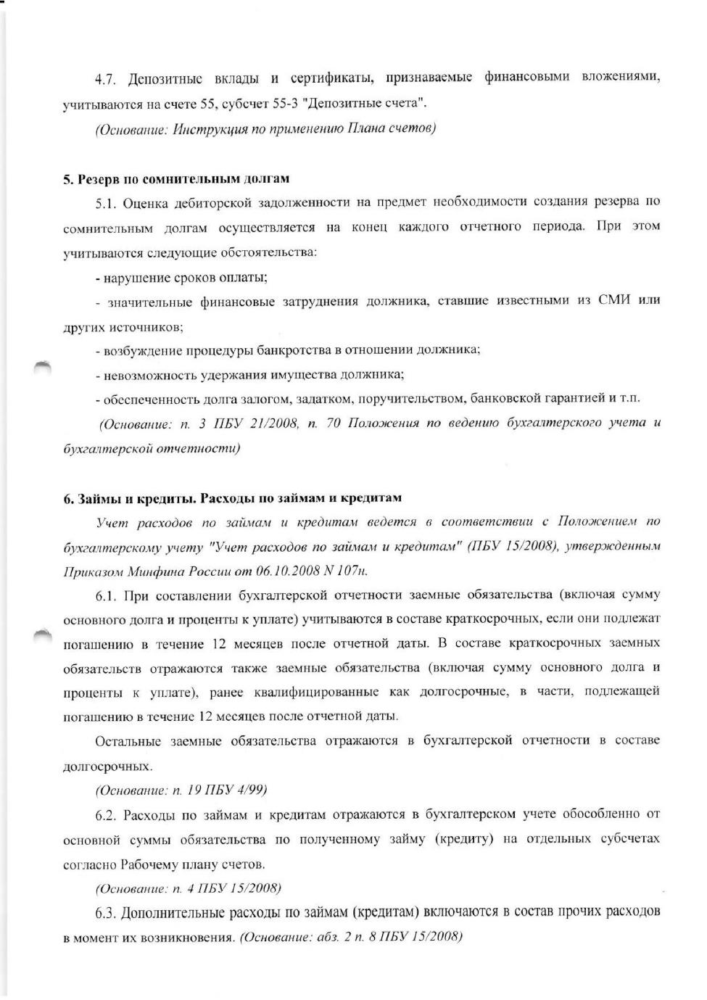 4.7. Депозитные вклады и сертификаты, признаваемые финансовыми вложениями,
учитываются на счете 55, субсчет 55-3 "Депозитные счета".
(Основание: Инструкция по применению Плана счетов)
5. Резерв по сомнительным долгам
5.1. Оценка дебиторской задолженности на предмет необходимости создания резерва по
сомнительным долгам осуществляется на конец каждого отчетного периода. При этом
учитываются следующие обстоятельства:
- нарушение сроков оплаты;
- значительные финансовые затруднения должника, ставшие известными из СМИ или
других источников;
- возбуждение процедуры банкротства в отношении должника;
- невозможность удержания имущества должника;
- обеспеченность долга залогом, задатком, поручительством, банковской гарантией и т.п.
(Основание: п. 3 ПБУ 21/2008, п. 70 Положения по ведению бухгалтерского учета и
бухгалтерской отчетности)
6. Займы и кредиты. Расходы по займам и кредитам
Учет расходов по займам и кредитам ведется в соответствии с Положением по
бухгалтерскому учету "Учет расходов по займам и кредитам" (ПБУ 15/2008), утвержденным
Приказом Минфина России от 06.10.2008 N 107н.
6.1. При составлении бухгалтерской отчетности заемные обязательства (включая сумму
основного долга и проценты к уплате) учитываются в составе краткосрочных, если они подлежат
погашению в течение 12 месяцев после отчетной даты. В составе краткосрочных заемных
обязательств отражаются также заемные обязательства (включая сумму основного долга и
проценты к уплате), ранее квалифицированные как долгосрочные, в части, подлежащей
погашению в течение 12 месяцев после отчетной даты.
Остальные заемные обязательства отражаются в бухгалтерской отчетности в составе
долгосрочных.
(Основание: п. 19 ПБУ 4/99)
6.2. Расходы по займам и кредитам отражаются в бухгалтерском учете обособленно от
основной суммы обязательства по полученному займу (кредиту) на отдельных субсчетах
согласно Рабочему плану счетов.
(Основание: п. 4 ПБУ 15/2008)
6.3. Дополнительные расходы по займам (кредитам) включаются в состав прочих расходов
в момент их возникновения. (Основание: абз. 2 п. 8 ПБУ 15/2008)